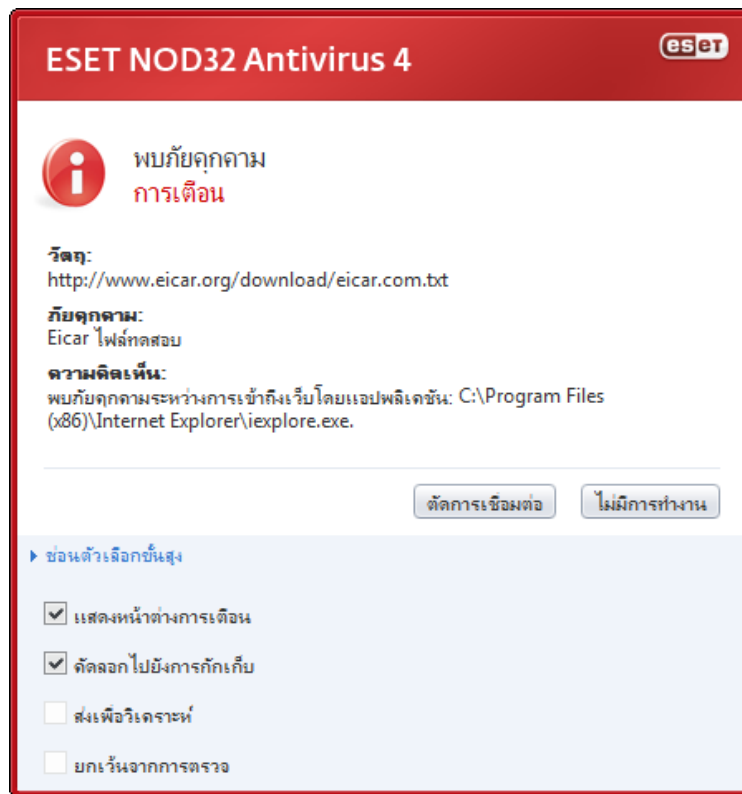 ESET NOD32 Antivirus 4
eset
พบภัยคุกคาม
การเตือน
วัตถุ:
http://www.eicar.org/download/eicar.com.txt
ภัยคุกคาม:
Eicar ไฟล์ทดสอบ
ความคิดเห็น:
พบภัยคุกคามระหว่างการเข้าถึงเว็บโดยแอปพลิเคชัน: C:\Program Files
(x86)\Internet Explorer\iexplore.exe.
ตัดการเชื่อมต่อ
ไม่มีการทำงาน
ซ่อนตัวเลือกขั้นสูง
แสดงหน้าต่างการเตือน
คัดลอกไปยังการกักเก็บ
ส่งเพื่อวิเคราะห์
ยกเว้นจากการตรวจ